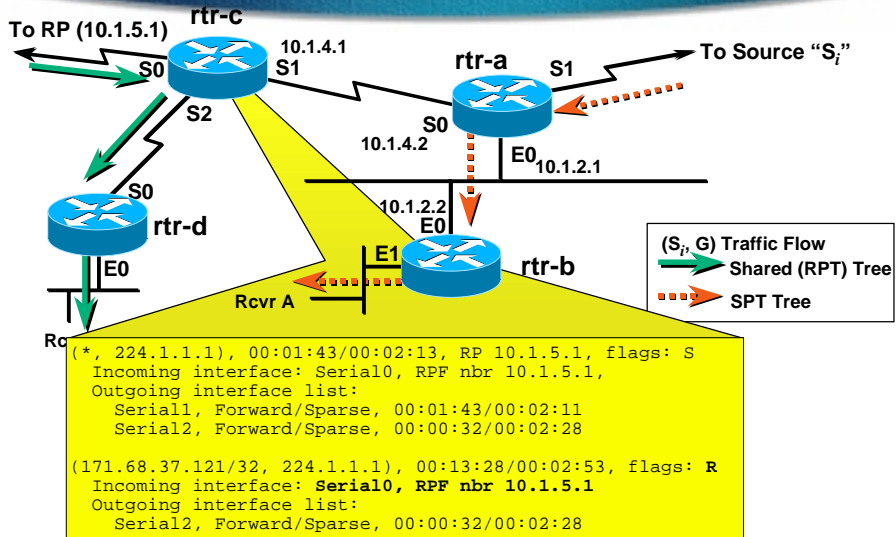 rtr-c
To RP (10.1.5.1)
10.1.4.1
rtr-a
To Source “Si”
S0
S1
S1
S2
S0
10.1.4.2
E0
10.1.2.1
S0
10.1.2.2
E0
rtr-d
E0
E1
rtr-b
Rcvr A
(Si, G) Traffic Flow
Shared (RPT) Tree
SPT Tree
(*, 224.1.1.1), 00:01:43/00:02:13, RP 10.1.5.1, flags: S
Incoming interface: Serial0, RPF nbr 10.1.5.1,
Outgoing interface list:
Serial1, Forward/Sparse, 00:01:43/00:02:11
Serial2, Forward/Sparse, 00:00:32/00:02:28
(171.68.37.121/32, 224.1.1.1), 00:13:28/00:02:53, flags: R
Incoming interface: Serial0, RPF nbr 10.1.5.1
Outgoing interface list:
Serial2, Forward/Sparse, 00:00:32/00:02:28